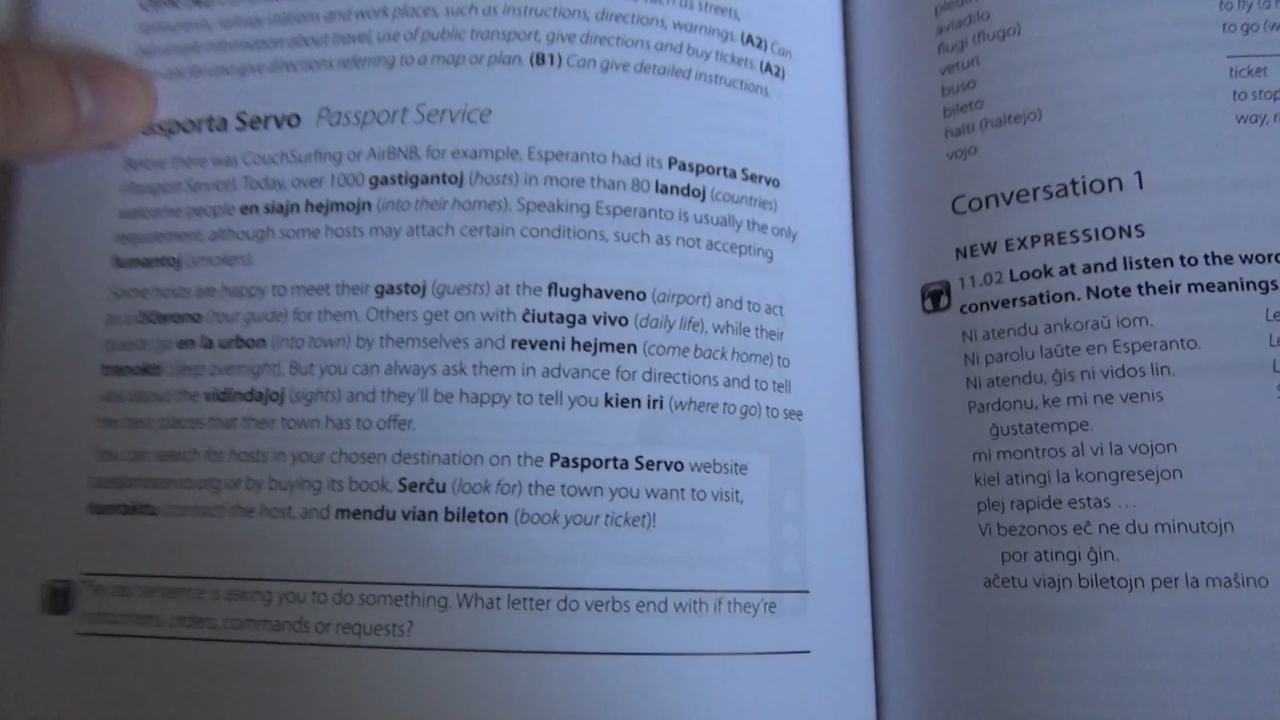 streets,
and work places, such as instructions, directions, warnings. (A2) Can
information about travel, use of public transport, give directions and buy tickets. (A2)
and give directions referring to a map or plan. (B1) Can give detailed instructions.
Pasporta Servo Passport Service
Before there was CouchSurfing or AirBNB, for example, Esperanto had its Pasporta Servo
(Passport Service). Today, over 1000 gastigantoj (hosts) in more than 80 landoj (countries)
welcome people en siajn hejmojn (into their homes). Speaking Esperanto is usually the only
requirement, although some hosts may attach certain conditions, such as not accepting
fumantoj (smokers).
Some hosts are happy to meet their gastoj (guests) at the flughaveno (airport) and to act
as ĉiĉerono (tour guide) for them. Others get on with ĉiutaga vivo (daily life), while their
guests go en la urbon (into town) by themselves and reveni hejmen (come back home) to
tranokti (sleep overnight). But you can always ask them in advance for directions and to tell
you about the vidindaĵoj (sights) and they'll be happy to tell you kien iri (where to go) to see
the best places that their town has to offer.
You can search for hosts in your chosen destination on the Pasporta Servo website
or by buying its book. Serĉu (look for) the town you want to visit,
kontaktu (contact) the host, and mendu vian bileton (book your ticket)!
The last sentence is asking you to do something. What letter do verbs end with if they're
instructions, orders, commands or requests?
aviadilo
flugi (flugo)
veturi
buso
bileto
halti (haltejo)
vojo
to fly (a
to go (
ticket
to stop
way, r
Conversation 1
NEW EXPRESSIONS
11.02 Look at and listen to the word
conversation. Note their meanings
Ni atendu ankoraŭ iom.
Le
Ni parolu laŭte en Esperanto.
Ni atendu, ĝis ni vidos lin.
Pardonu, ke mi ne venis
ĝustatempe.
mi montros al vi la vojon
kiel atingi la kongresejon
plej rapide estas …
Vi bezonos eĉ ne du minutojn
por atingi ĝin.
aĉetu viajn biletojn per la maŝino